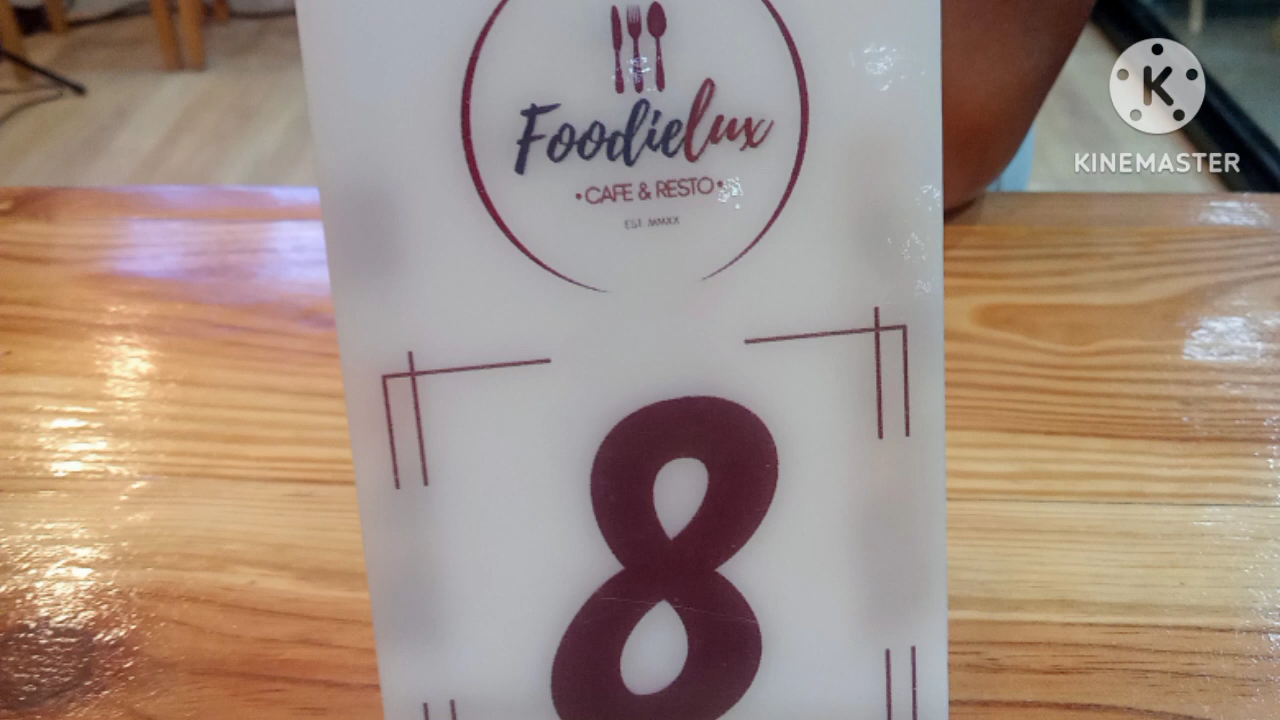 Foodielux
•CAFE & RESTO•
EST. MMXX
8
K
KINEMASTER